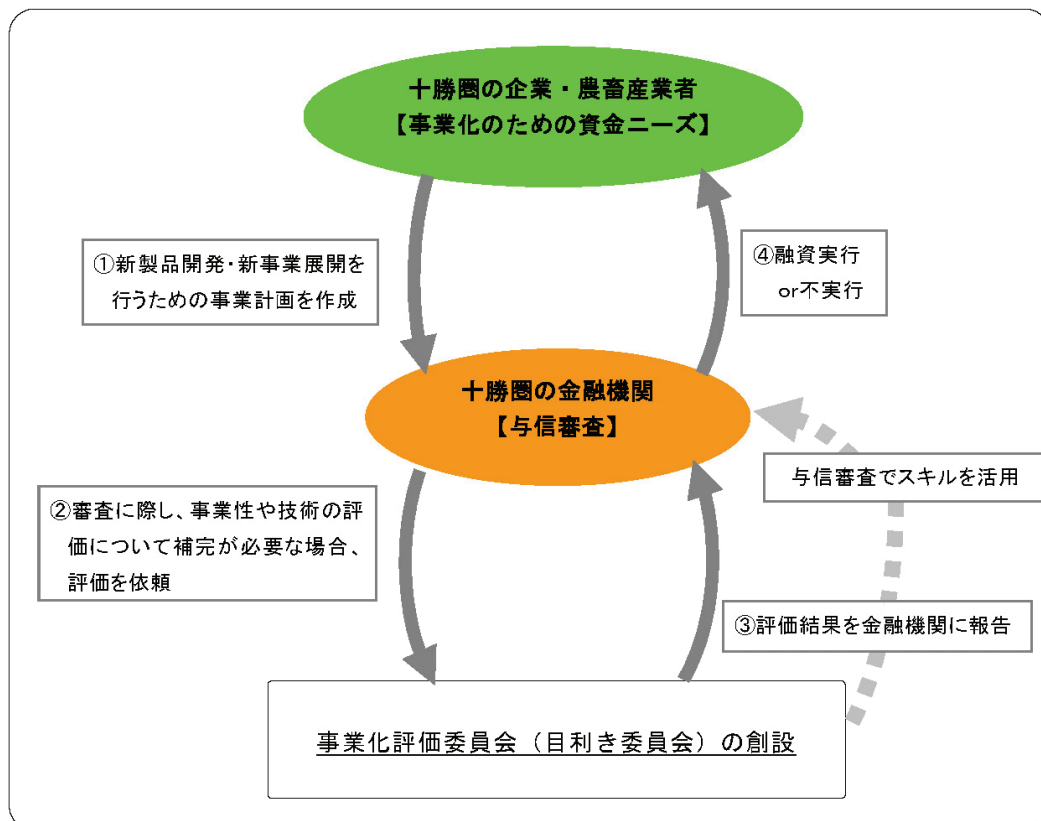 十勝圏の企業・農畜産業者
【事業化のための資金ニーズ】
①新製品開発・新事業展開を
行うための事業計画を作成
④融資実行
or不実行
十勝圏の金融機関
【与信審査】
与信審査でスキルを活用
②審査に際し、事業性や技術の評
価について補完が必要な場合、
評価を依頼
③評価結果を金融機関に報告
事業化評価委員会（目利き委員会）の創設